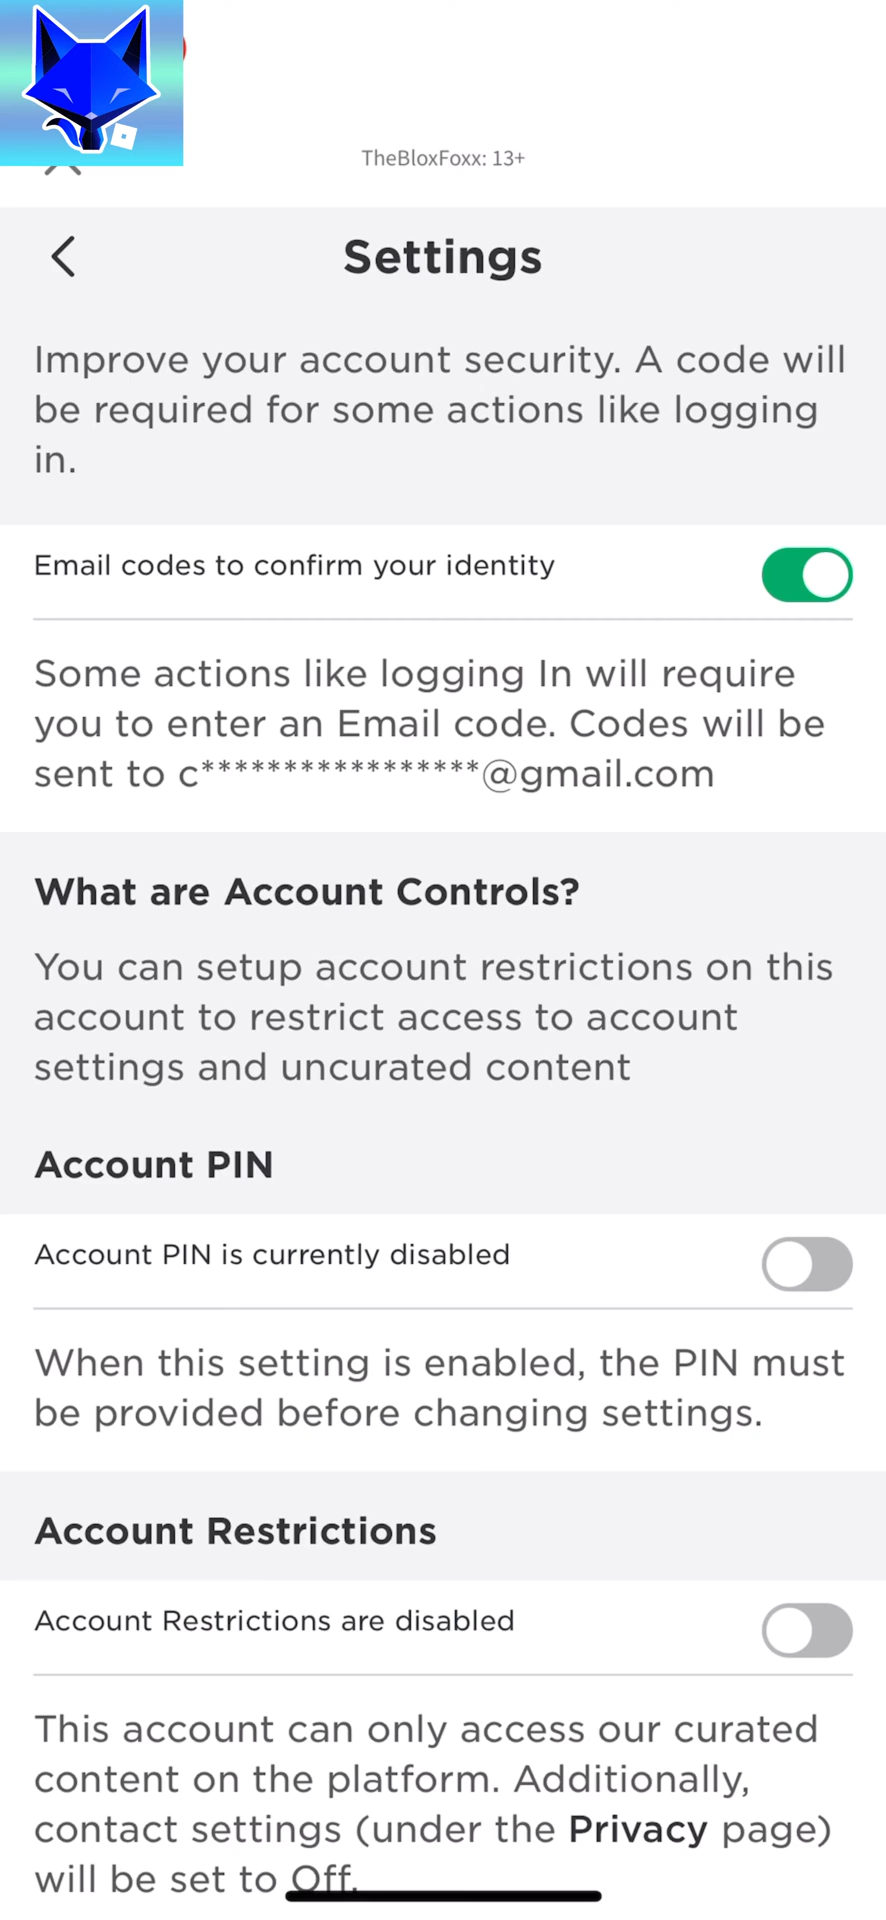 TheBloxFoxx: 13+
Settings
Improve your account security. A code will
be required for some actions like logging
in.
Email codes to confirm your identity
Some actions like logging In will require
you to enter an Email code. Codes will be
sent to c*****************@gmail.com
What are Account Controls?
You can setup account restrictions on this
account to restrict access to account
settings and uncurated content
Account PIN
Account PIN is currently disabled
When this setting is enabled, the PIN must
be provided before changing settings.
Account Restrictions
Account Restrictions are disabled
This account can only access our curated
content on the platform. Additionally,
contact settings (under the Privacy page)
will be set to Off.